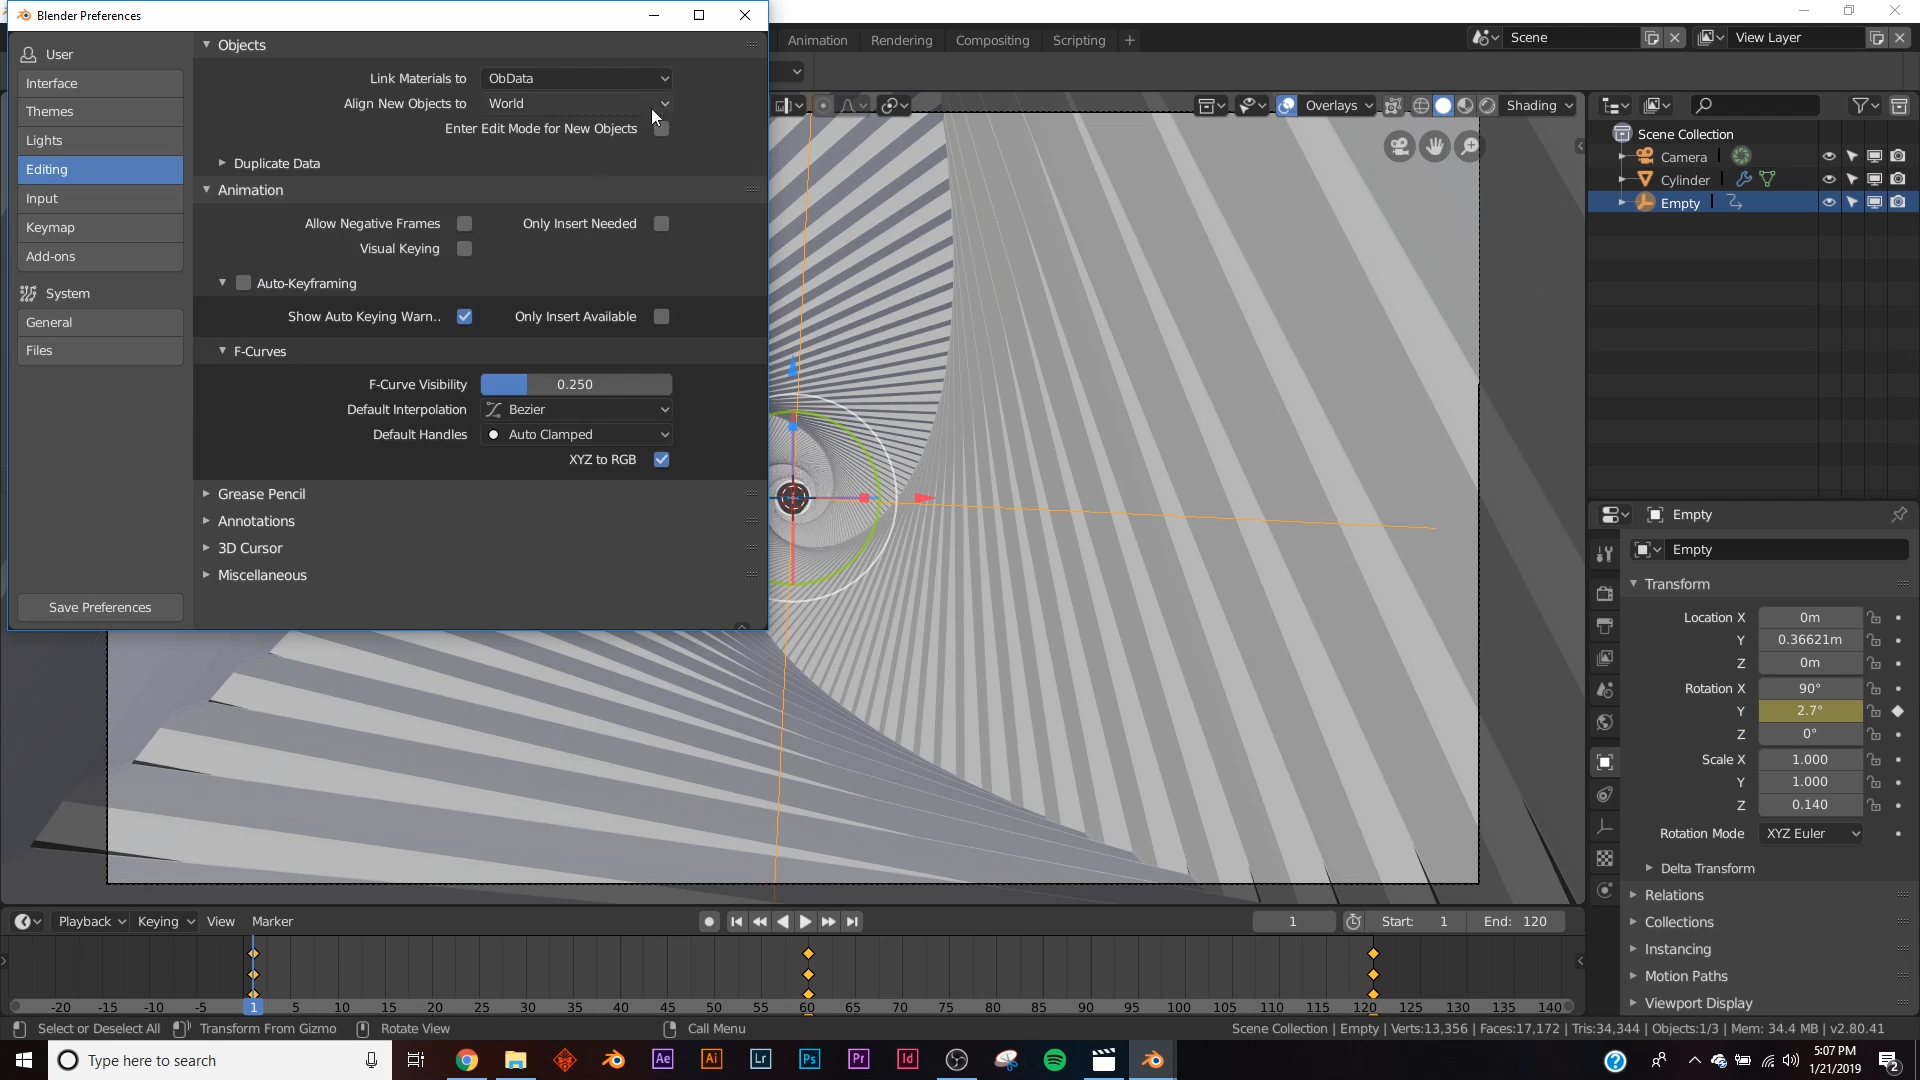 Blender Preferences
User
Interface
Themes
Lights
Editing
Input
Keymap
Add-ons
System
General
Files
Save Preferences
Objects
Link Materials to ObData
Align New Objects to World
Enter Edit Mode for New Objects
Duplicate Data
Animation
Allow Negative Frames Only Insert Needed
Visual Keying
Auto-Keyframing
Show Auto Keying Warn.. Only Insert Available
F-Curves
F-Curve Visibility 0.250
Default Interpolation Bezier
Default Handles Auto Clamped
XYZ to RGB
Grease Pencil
Annotations
3D Cursor
Miscellaneous
Animation Rendering Compositing Scripting +
Scene View Layer
Overlays Shading
Scene Collection
Camera
Cylinder
Empty
Empty
Empty
Transform
Location X 0m
Y 0.36621m
Z 0m
Rotation X 90°
Y 2.7°
Z 0°
Scale X 1.000
Y 1.000
Z 0.140
Rotation Mode XYZ Euler
Delta Transform
Relations
Collections
Instancing
Motion Paths
Viewport Display
Playback Keying View Marker
1 Start: 1 End: 120
-20 -15 -10 -5 1 5 10 15 20 25 30 35 40 45 50 55 60 65 70 75 80 85 90 95 100 105 110 115 120 125 130 135 140
Select or Deselect All Transform From Gizmo Rotate View Call Menu
Scene Collection | Empty | Verts:13,356 | Faces:17,172 | Tris:34,344 | Objects:1/3 | Mem: 34.4 MB | v2.80.41
Type here to search
Ae Ai Lr Ps Pr Id
5:07 PM
1/21/2019
2